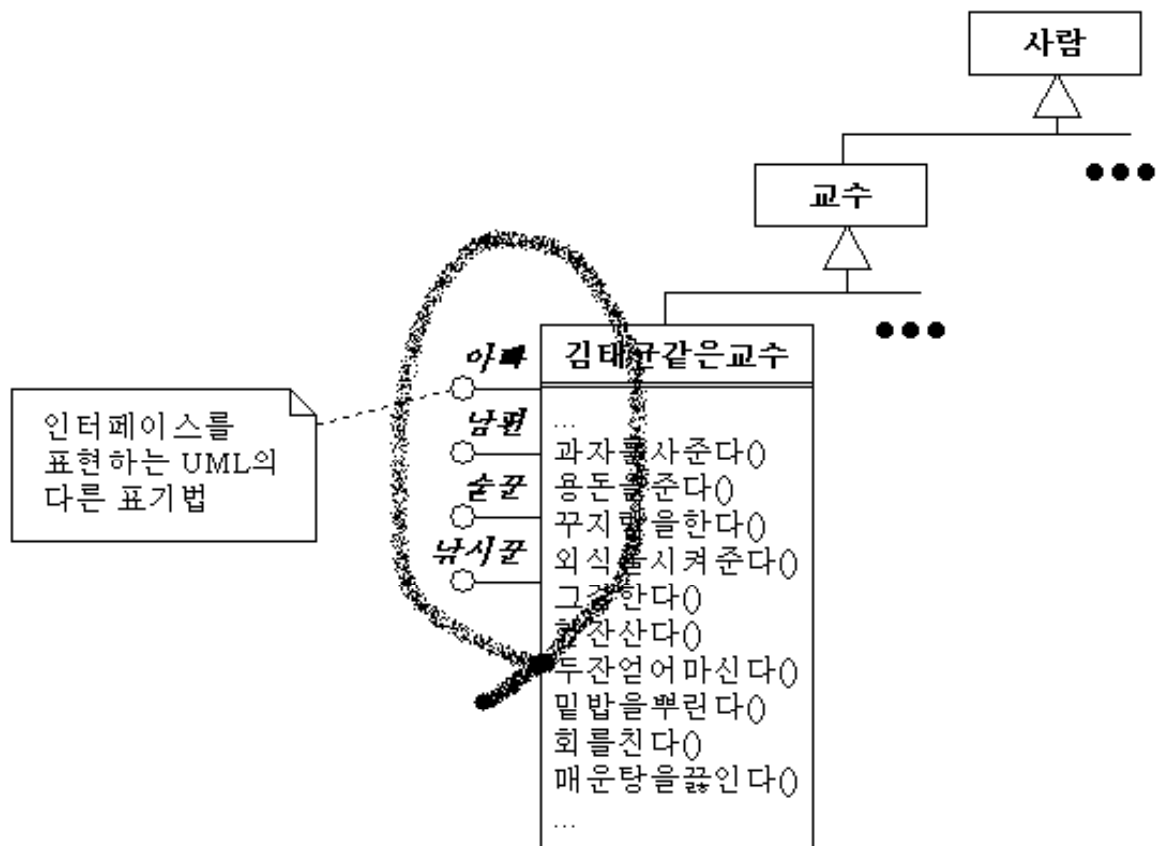 사람
교수
김태균같은교수
아빠
남편
술꾼
낚시꾼
인터페이스를
표현하는 UML의
다른 표기법
...
과자를사준다()
용돈을준다()
꾸지람을한다()
외식을시켜준다()
한잔산다()
두잔얻어마신다()
밑밥을뿌린다()
회를친다()
매운탕을끓인다()
...